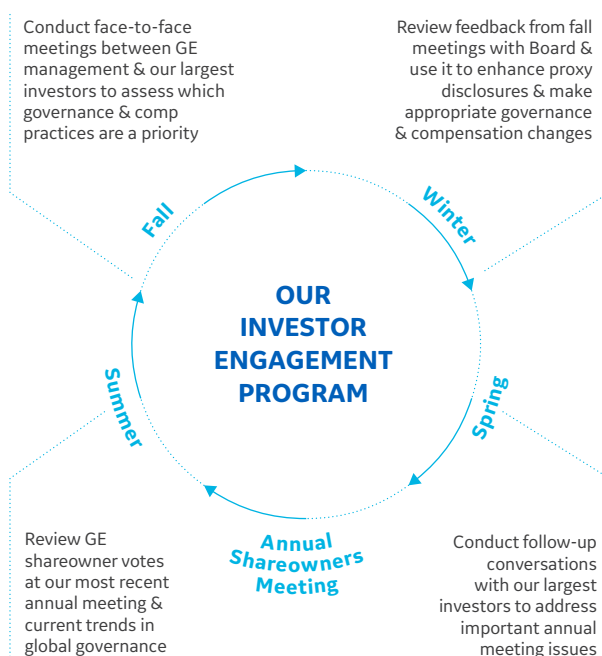 Conduct face-to-face
meetings between GE
management & our largest
investors to assess which
governance & comp
practices are a priority
Review feedback from fall
meetings with Board &
use it to enhance proxy
disclosures & make
appropriate governance
& compensation changes
Fall
Winter
OUR
INVESTOR
ENGAGEMENT
PROGRAM
Summer
Spring
Annual
Shareowners
Meeting
Review GE
shareowner votes
at our most recent
annual meeting &
current trends in
global governance
Conduct follow-up
conversations
with our largest
investors to address
important annual
meeting issues